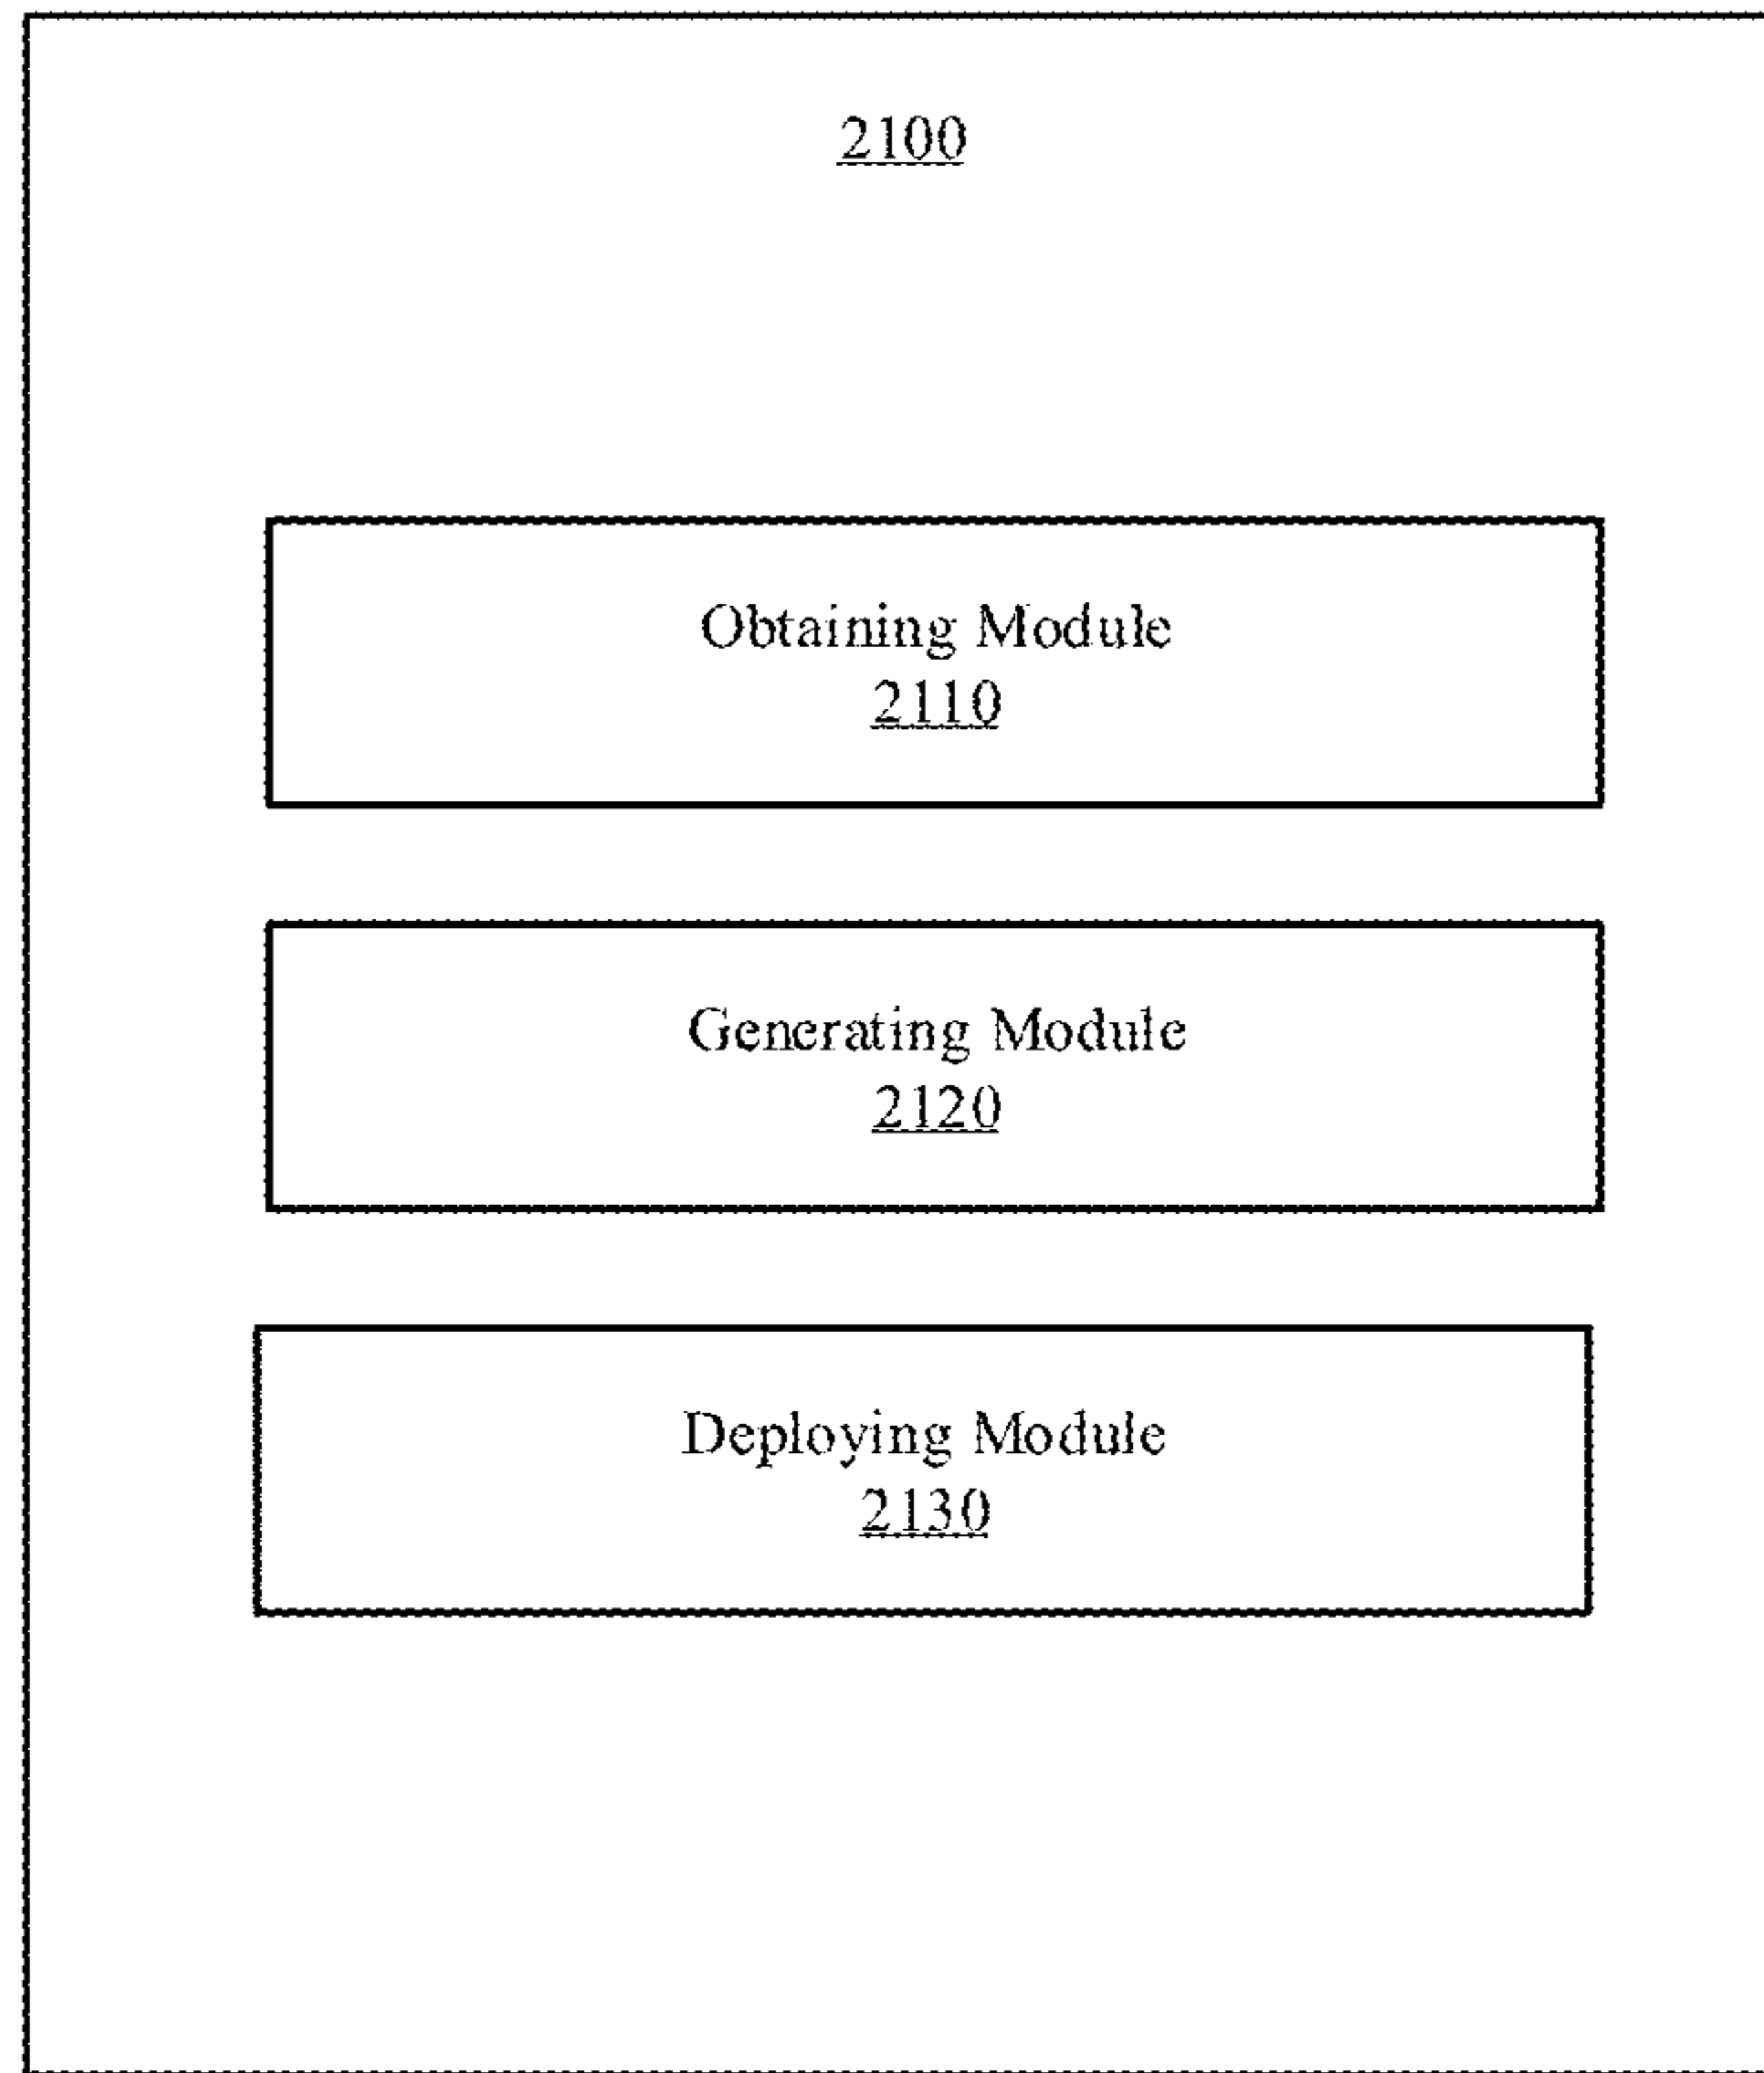 2100
Obtaining Module
2110
Generating Module
2120
Deploying Module
2130